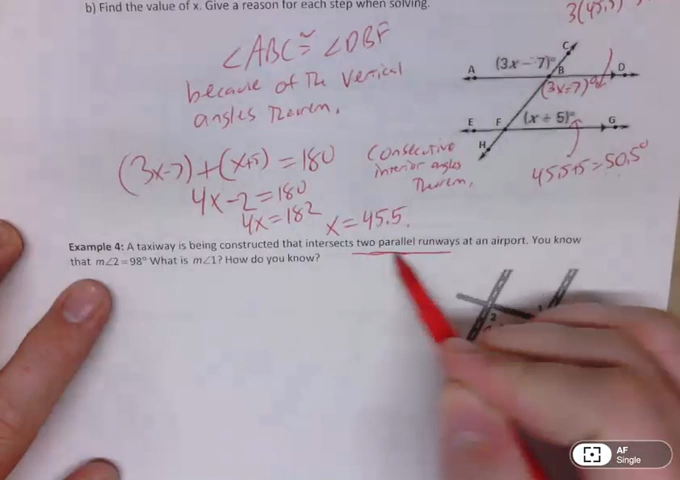 b) Find the value of x. Give a reason for each step when solving.
3(45.5)
∠ABC ≅ ∠DBF
because of the vertical
angles theorem.
C
A (3x - 7)° B D
(3x-7)°
E F (x + 5)° G
H
(3x-7)+(x+5) = 180
4x-2=180
4x=182
x=45.5.
Consecutive
interior angles
Theorem.
45.5+5=50.5°
Example 4: A taxiway is being constructed that intersects two parallel runways at an airport. You know
that m∠2 = 98° What is m∠1? How do you know?
2
1
AF
Single